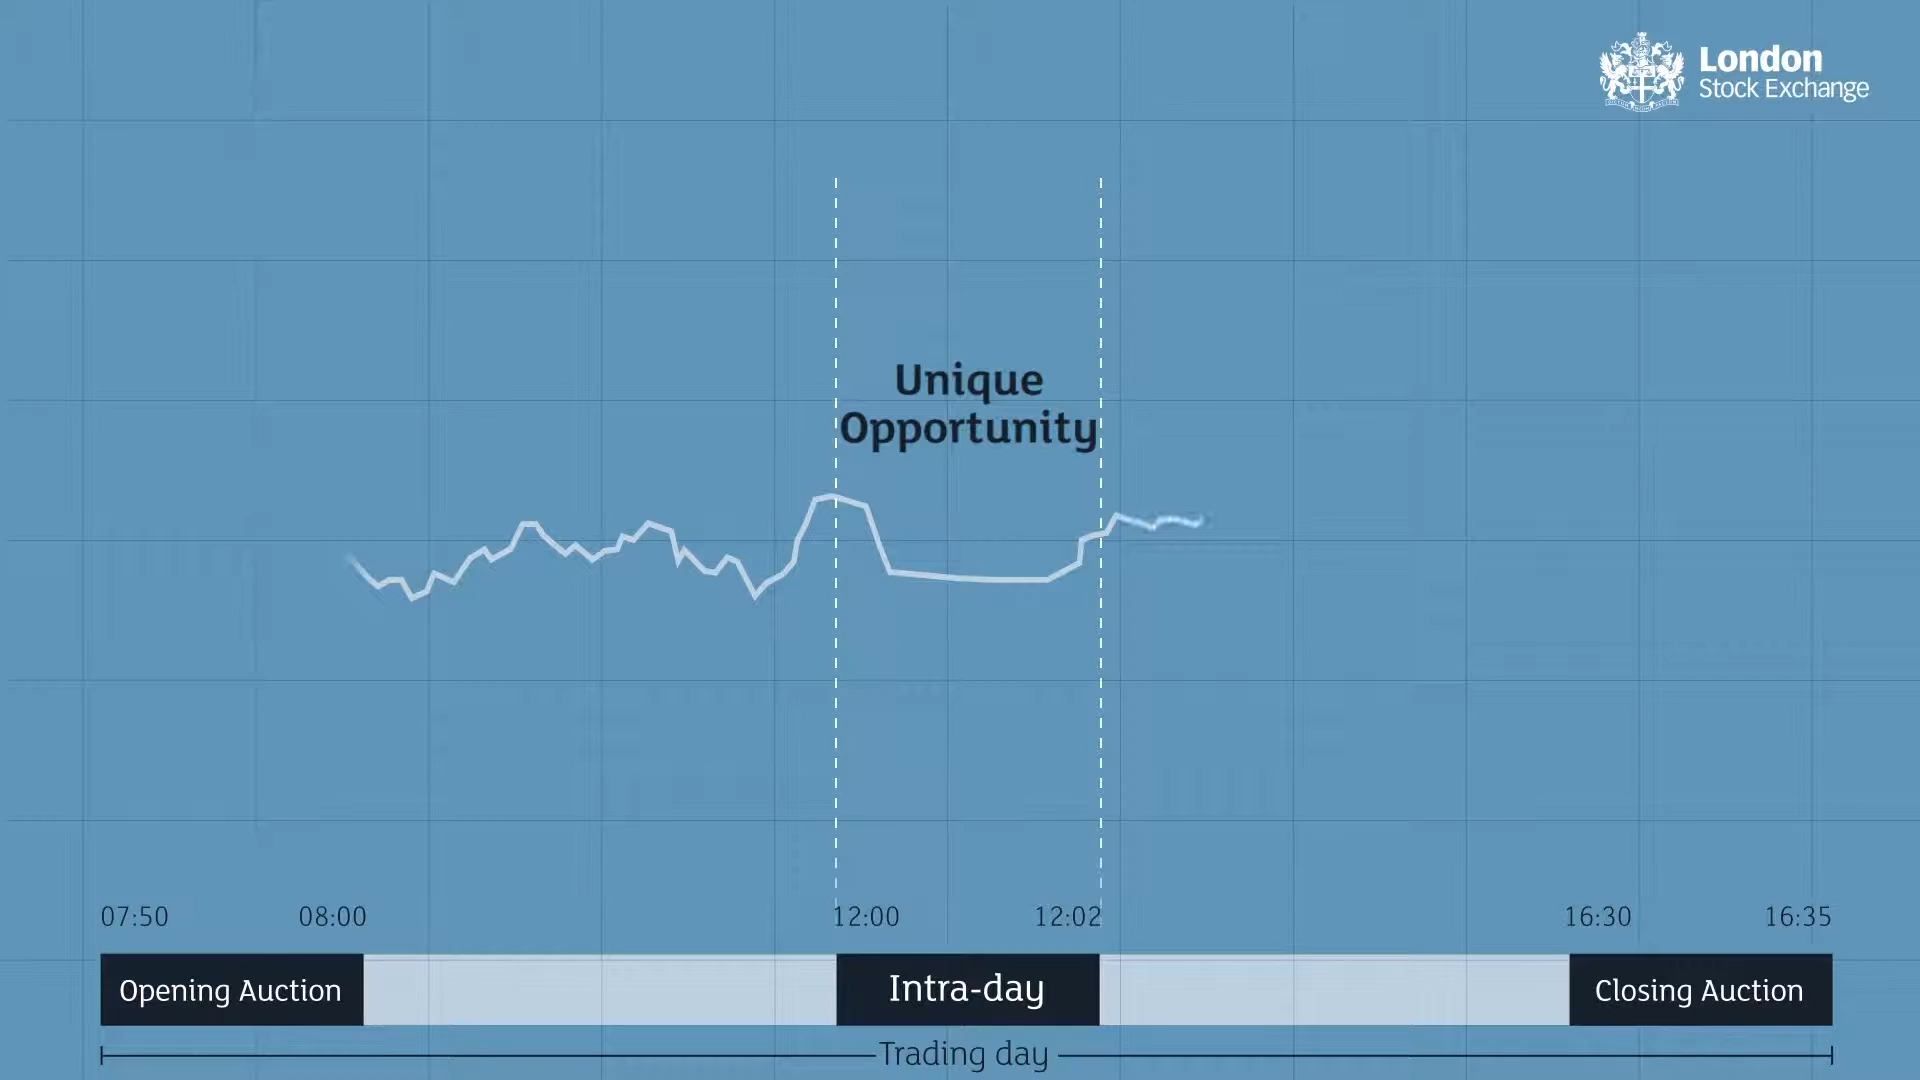 London
Stock Exchange
Unique
Opportunity
07:50 08:00 12:00 12:02 16:30 16:35
Opening Auction Intra-day Closing Auction
Trading day